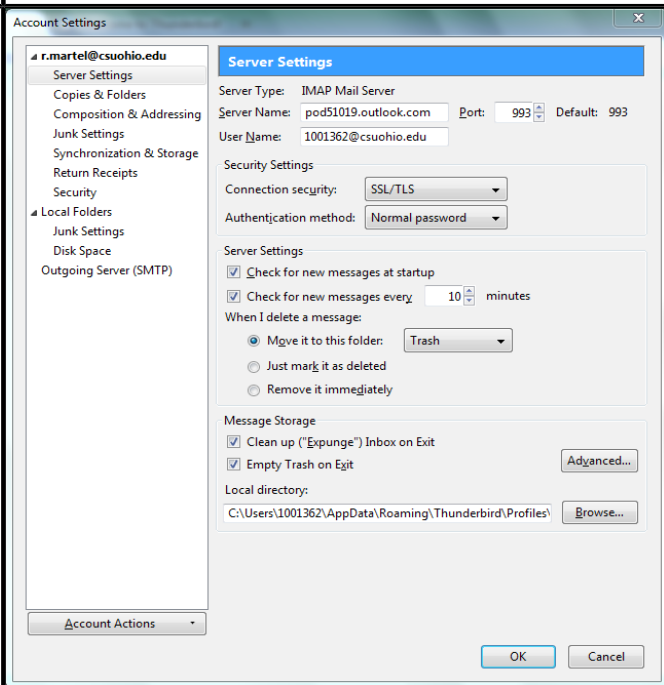 Account Settings
r.martel@csuohio.edu
Server Settings
Copies & Folders
Composition & Addressing
Junk Settings
Synchronization & Storage
Return Receipts
Security
Local Folders
Junk Settings
Disk Space
Outgoing Server (SMTP)
Account Actions
Server Settings
Server Type: IMAP Mail Server
Server Name: pod51019.outlook.com Port: 993 Default: 993
User Name: 1001362@csuohio.edu
Security Settings
Connection security: SSL/TLS
Authentication method: Normal password
Server Settings
Check for new messages at startup
Check for new messages every 10 minutes
When I delete a message:
Move it to this folder: Trash
Just mark it as deleted
Remove it immediately
Message Storage
Clean up ("Expunge") Inbox on Exit
Empty Trash on Exit
Advanced...
Local directory:
C:\Users\1001362\AppData\Roaming\Thunderbird\Profiles\ Browse...
OK Cancel